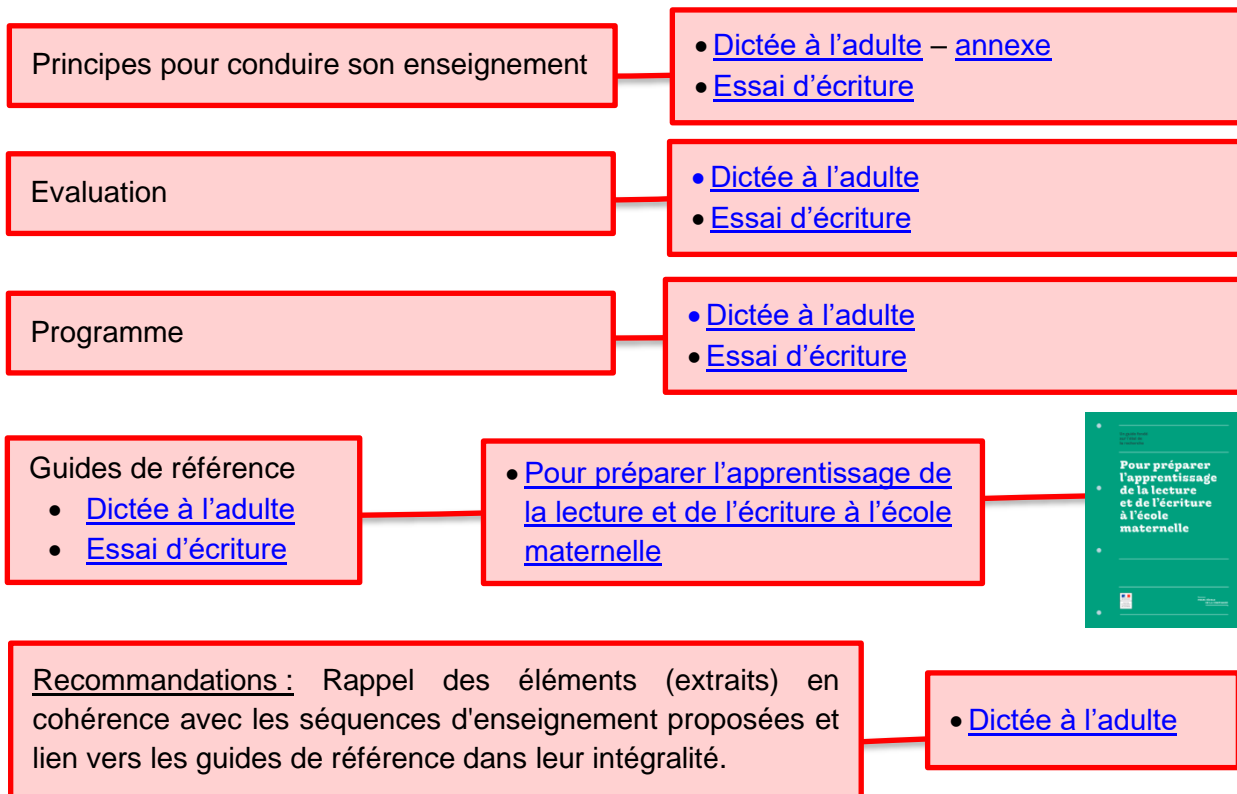 Principes pour conduire son enseignement
• Dictée à l'adulte – annexe
• Essai d'écriture
Evaluation
• Dictée à l'adulte
• Essai d'écriture
Programme
• Dictée à l'adulte
• Essai d'écriture
Guides de référence
• Dictée à l'adulte
• Essai d'écriture
• Pour préparer l'apprentissage de
la lecture et de l'écriture à l'école
maternelle
Pour préparer
l'apprentissage
de la lecture
et de l'écriture
à l'école
maternelle
Recommandations : Rappel des éléments (extraits) en
cohérence avec les séquences d'enseignement proposées et
lien vers les guides de référence dans leur intégralité.
• Dictée à l'adulte